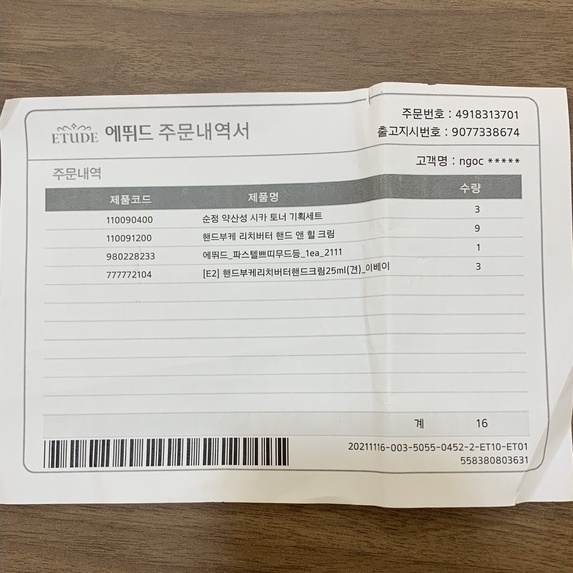 ETUDE 에뛰드 주문내역서
주문번호 : 4918313701
출고지시번호 : 9077338674
고객명 : ngoc *****
주문내역
제품코드 제품명 수량
110090400 순정 약산성 시카 토너 기획세트 3
110091200 핸드부케 리치버터 핸드 앤 힐 크림 9
980228233 에뛰드_파스텔쁘띠무드등_1ea_2111 1
777772104 [E2] 핸드부케리치버터핸드크림25ml(견)_이베이 3
계 16
20211116-003-5055-0452-2-ET10-ET01
558380803631